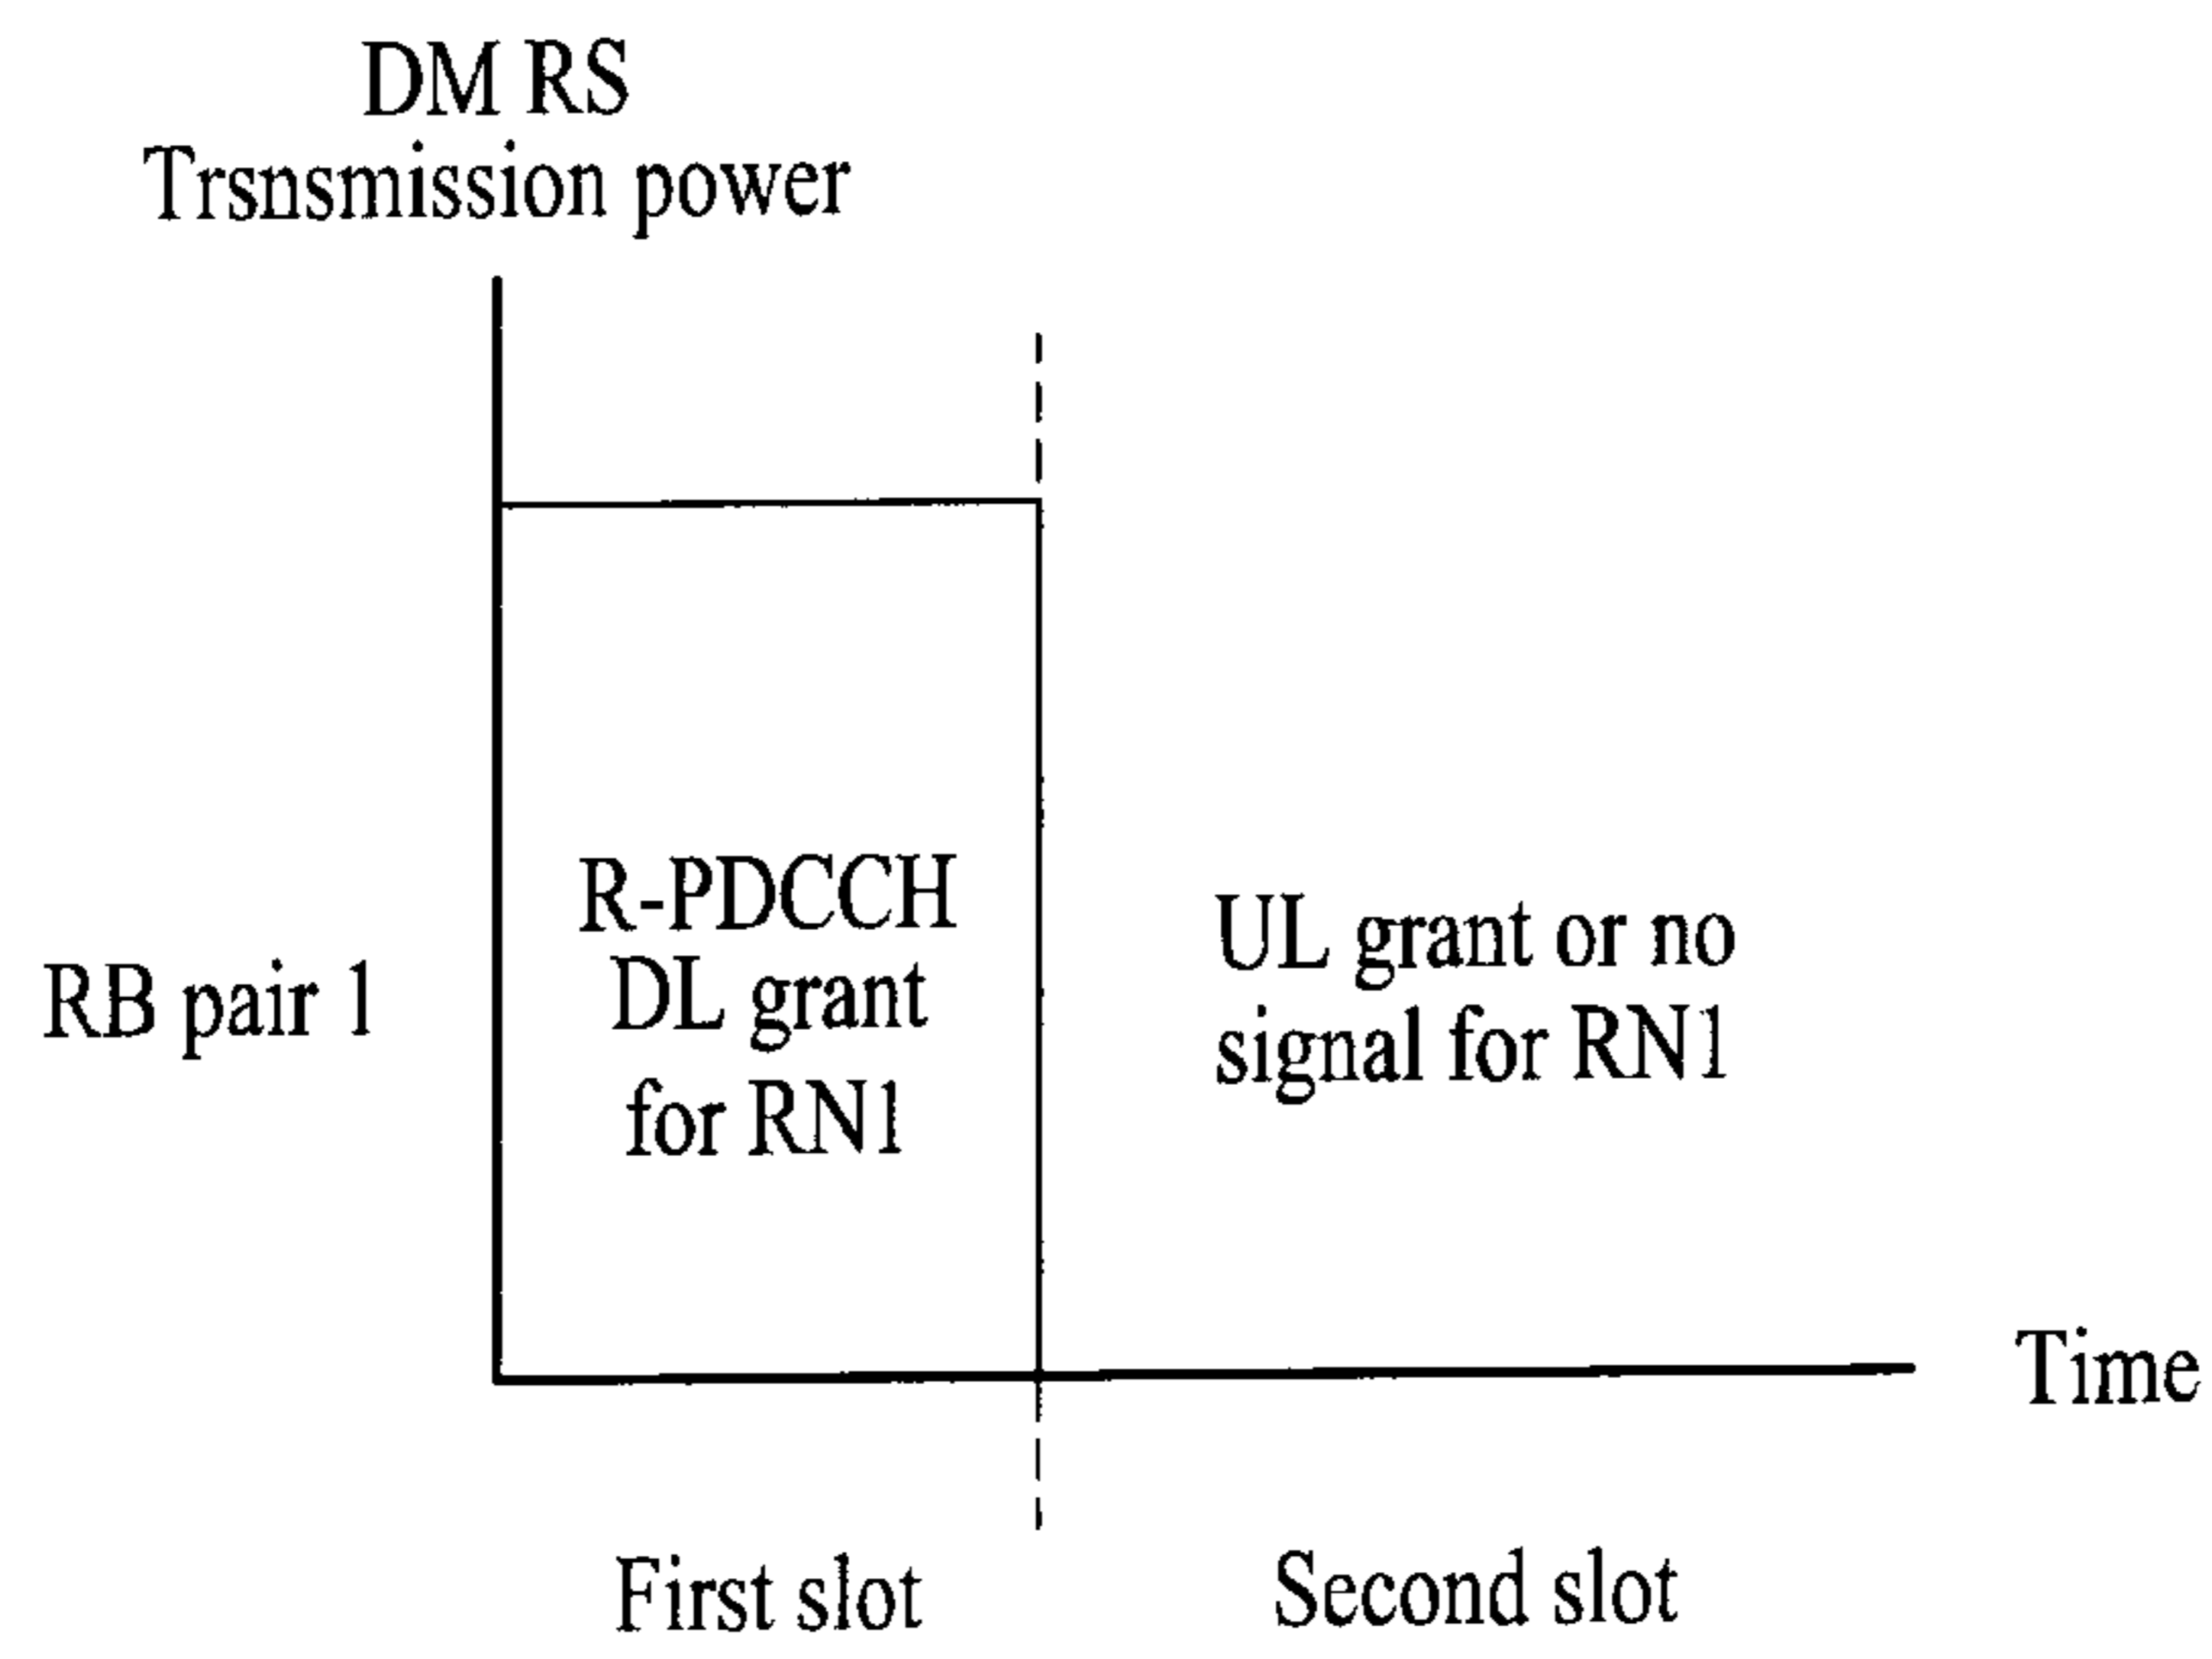 DM RS
Trsnsmission power
R-PDCCH
DL grant
for RN1
UL grant or no
signal for RN1
RB pair 1
Time
First slot
Second slot